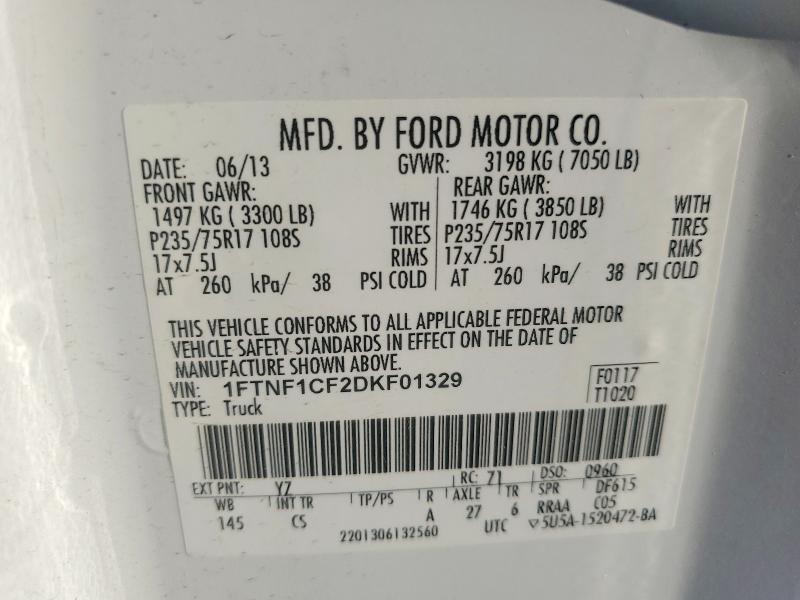 MFD. BY FORD MOTOR CO.
DATE: 06/13 GVWR: 3198 KG ( 7050 LB)
FRONT GAWR: REAR GAWR:
1497 KG ( 3300 LB) WITH 1746 KG ( 3850 LB) WITH
P235/75R17 108S TIRES P235/75R17 108S TIRES
17x7.5J RIMS 17x7.5J RIMS
AT 260 kPa/ 38 PSI COLD AT 260 kPa/ 38 PSI COLD
THIS VEHICLE CONFORMS TO ALL APPLICABLE FEDERAL MOTOR
VEHICLE SAFETY STANDARDS IN EFFECT ON THE DATE OF
MANUFACTURE SHOWN ABOVE.
VIN: 1FTNF1CF2DKF01329 F0117
TYPE: Truck T1020
EXT PNT: YZ RC: 71 DSO: 0960
WB INT TR TP/PS R AXLE TR SPR DF615
145 CS A 27 6 RRAA C05
2201306132560 UTC ▽5U5A-1520472-BA